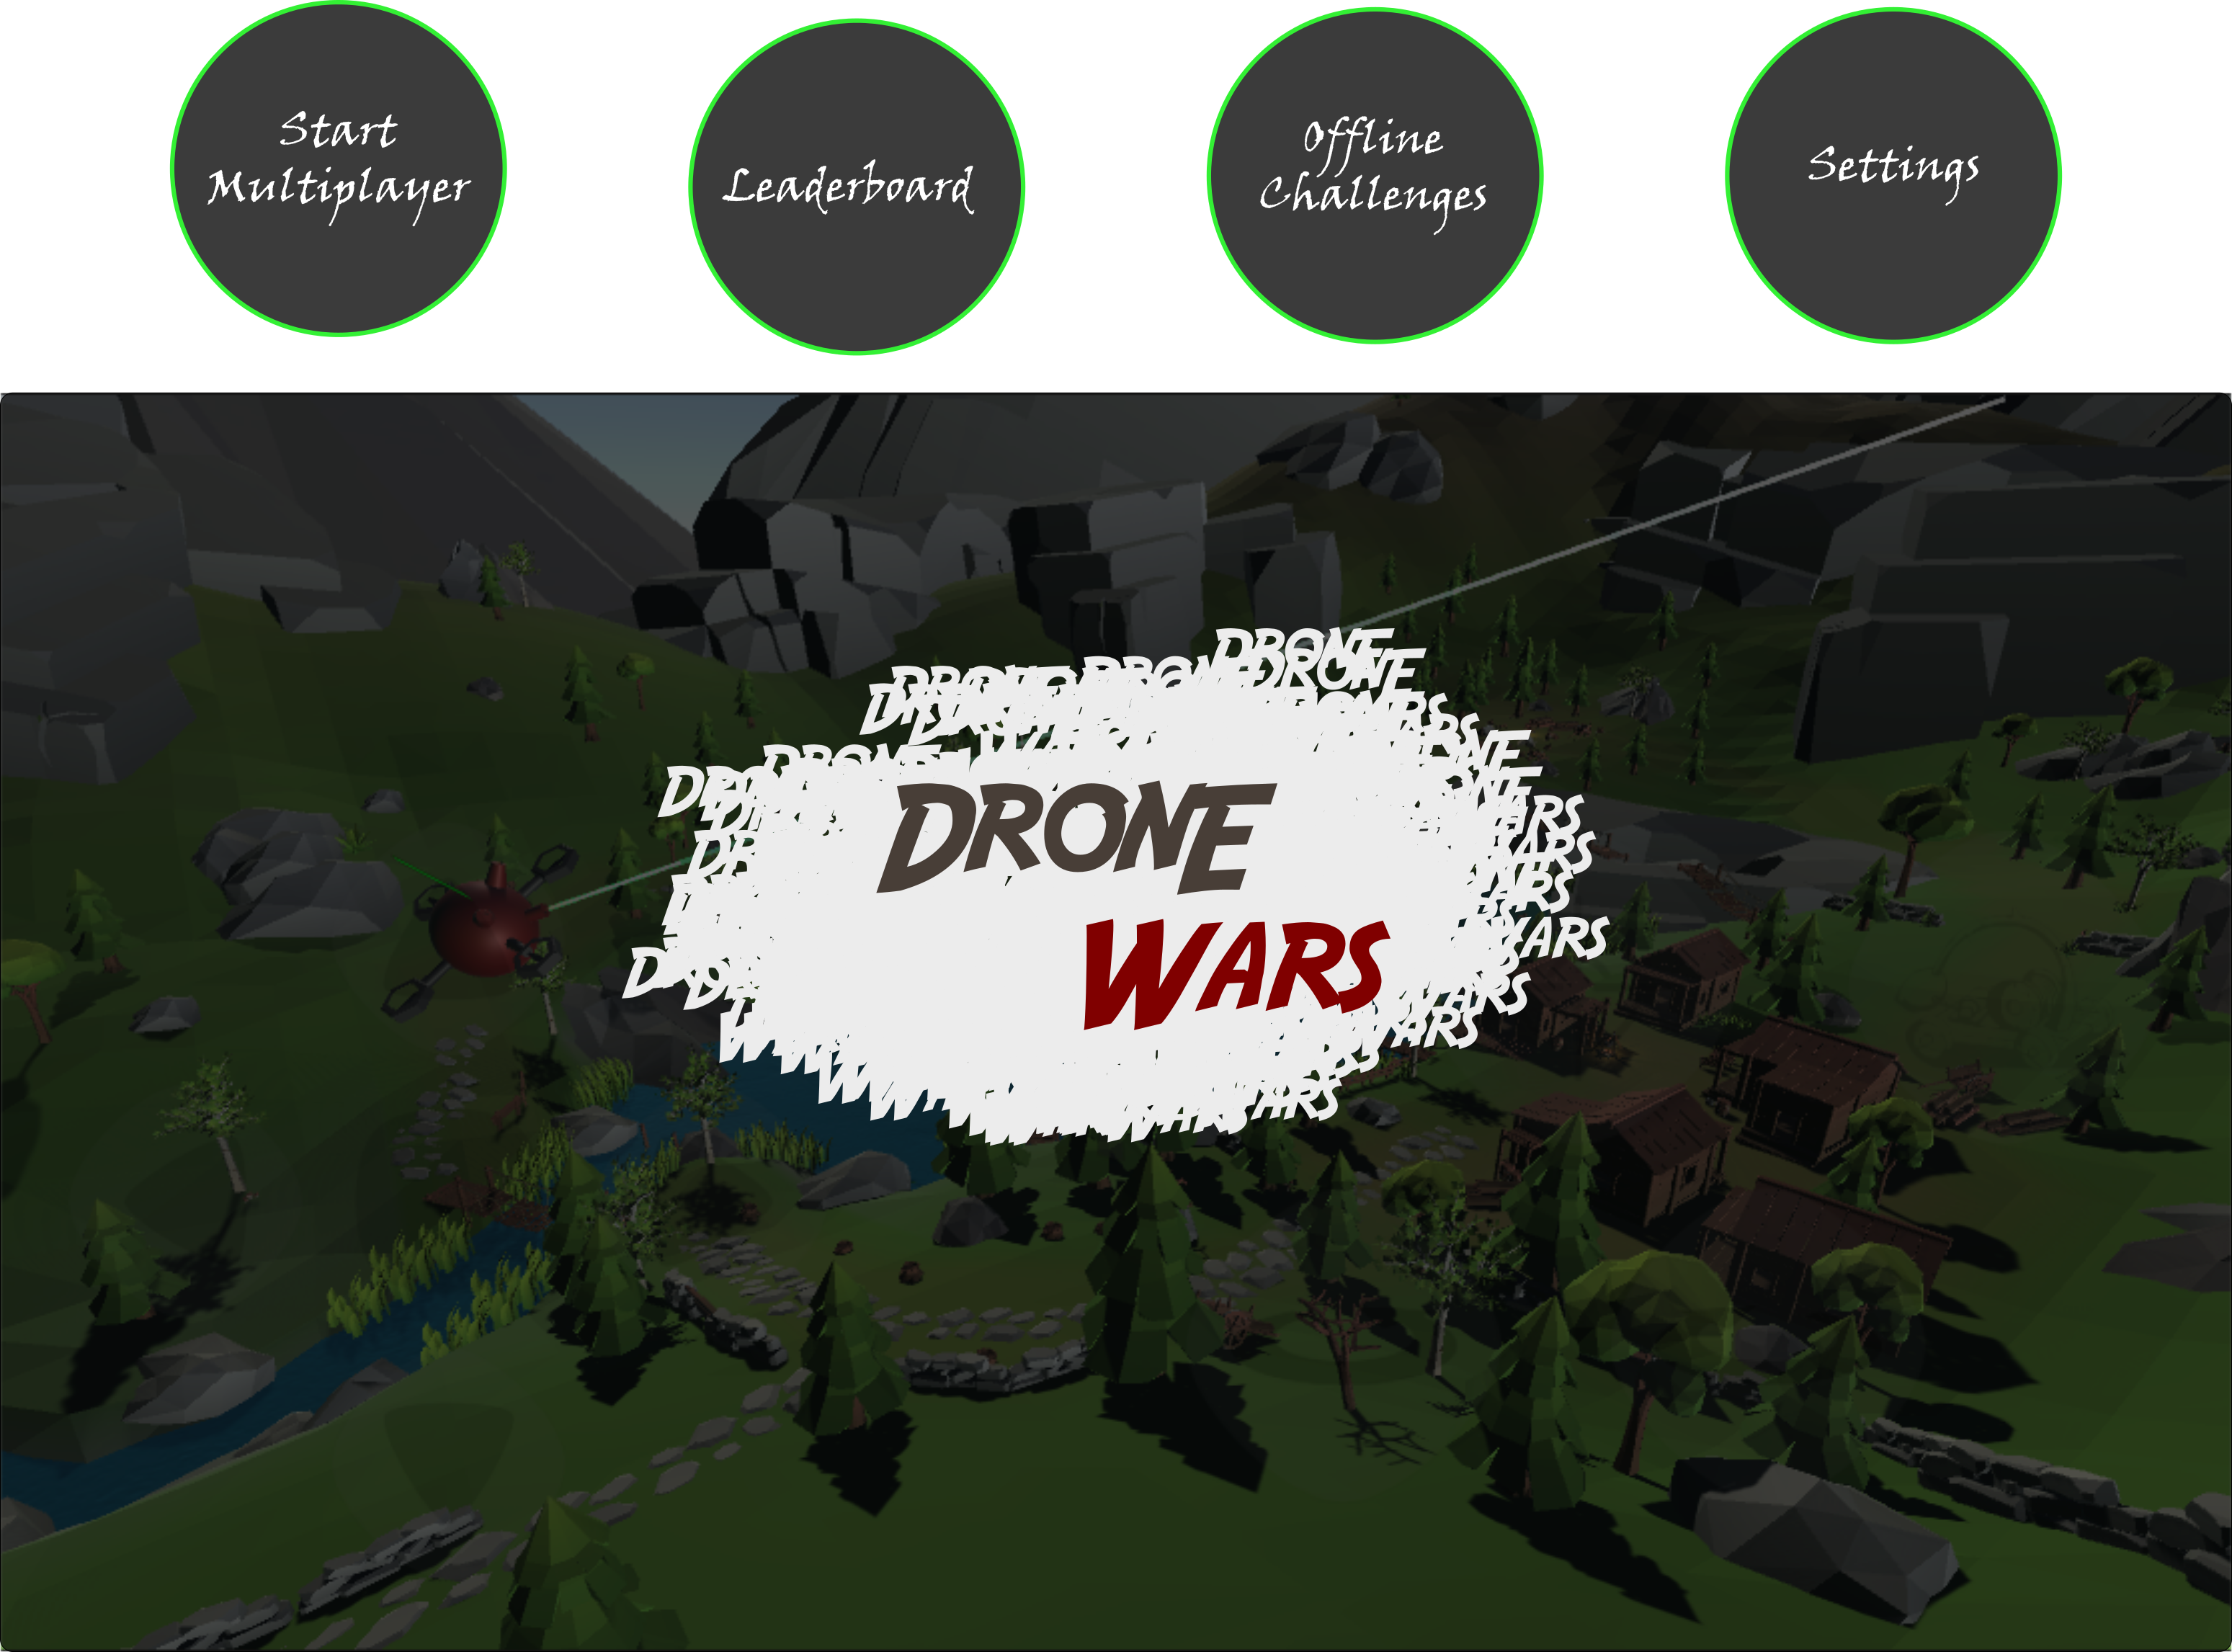 Start
Multiplayer
Leaderboard
Offline
Challenges
Settings
DRONE
WARS